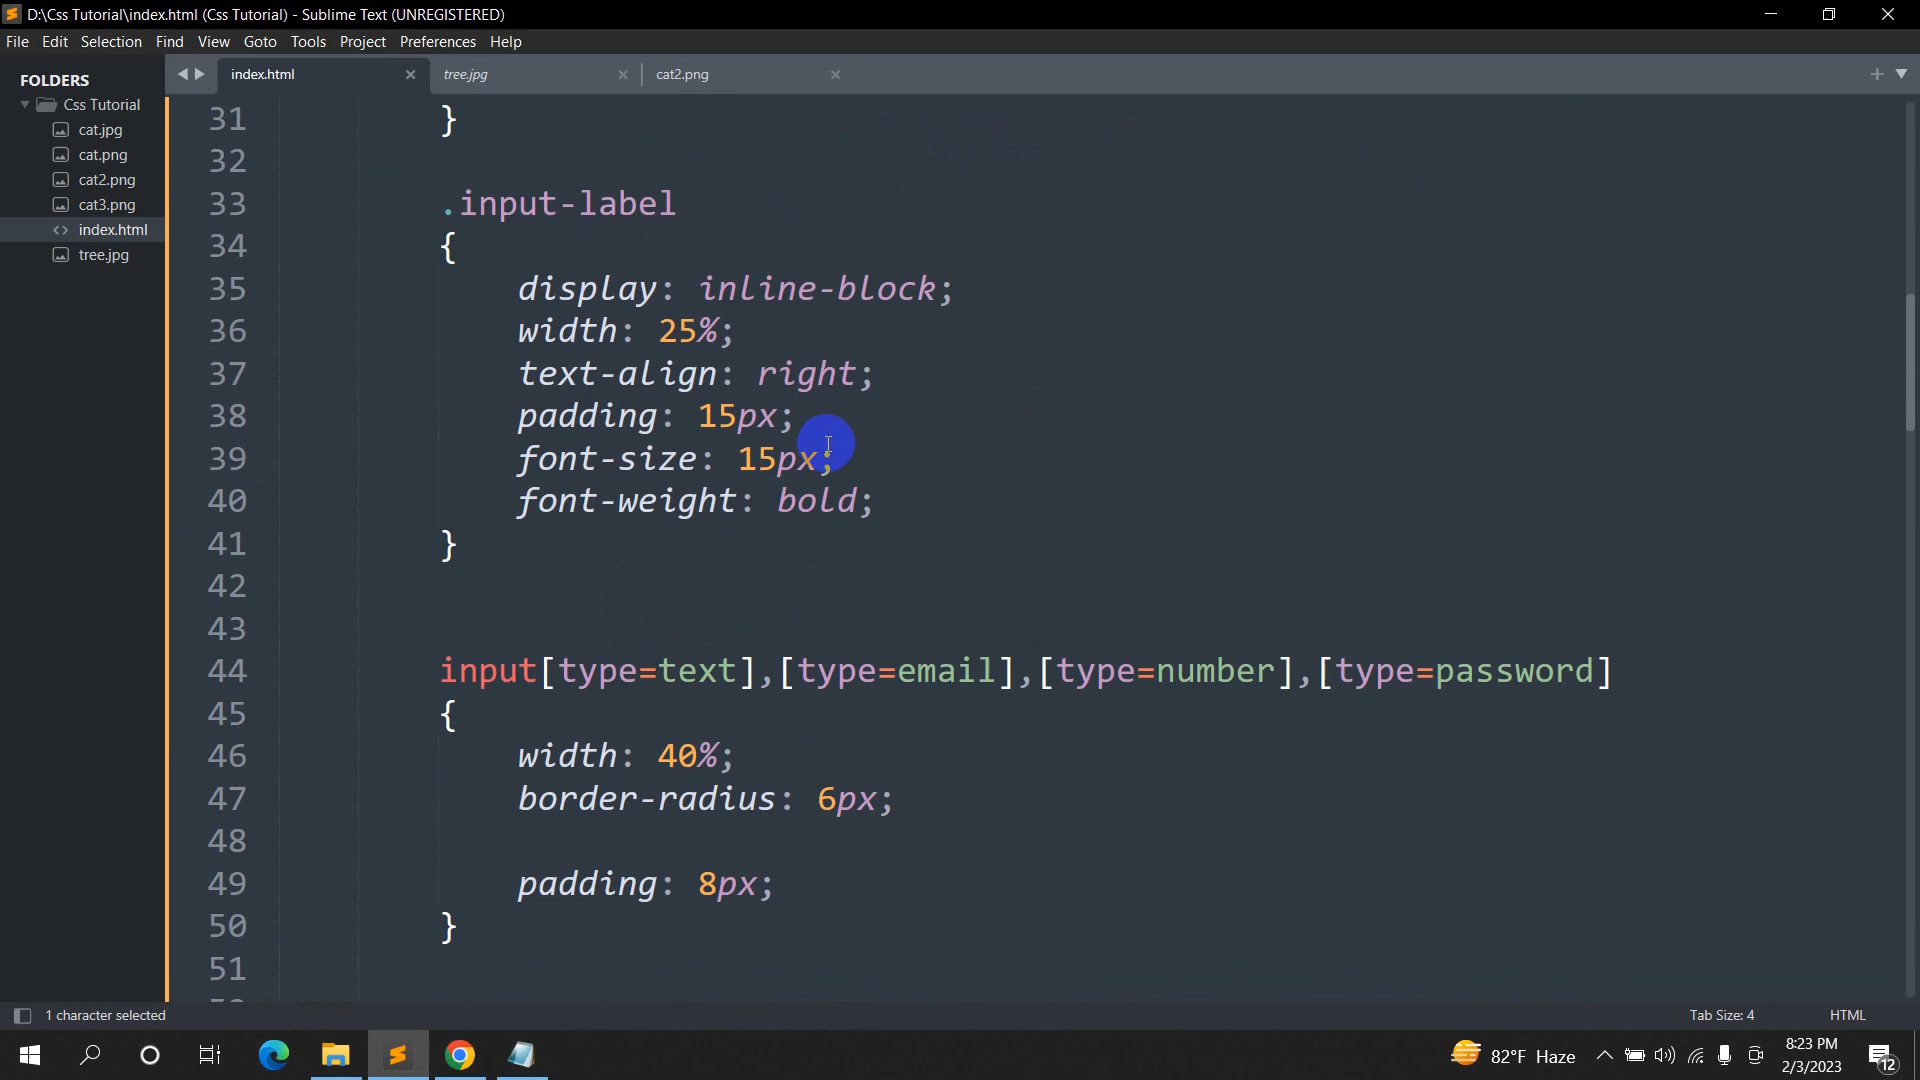 D:\Css Tutorial\index.html (Css Tutorial) - Sublime Text (UNREGISTERED)
File Edit Selection Find View Goto Tools Project Preferences Help
FOLDERS
Css Tutorial
cat.jpg
cat.png
cat2.png
cat3.png
index.html
tree.jpg
index.html tree.jpg cat2.png
31 }
32
33 .input-label
34 {
35 display: inline-block;
36 width: 25%;
37 text-align: right;
38 padding: 15px;
39 font-size: 15px;
40 font-weight: bold;
41 }
42
43
44 input[type=text],[type=email],[type=number],[type=password]
45 {
46 width: 40%;
47 border-radius: 6px;
48
49 padding: 8px;
50 }
51
1 character selected Tab Size: 4 HTML
82°F Haze 8:23 PM
2/3/2023
12